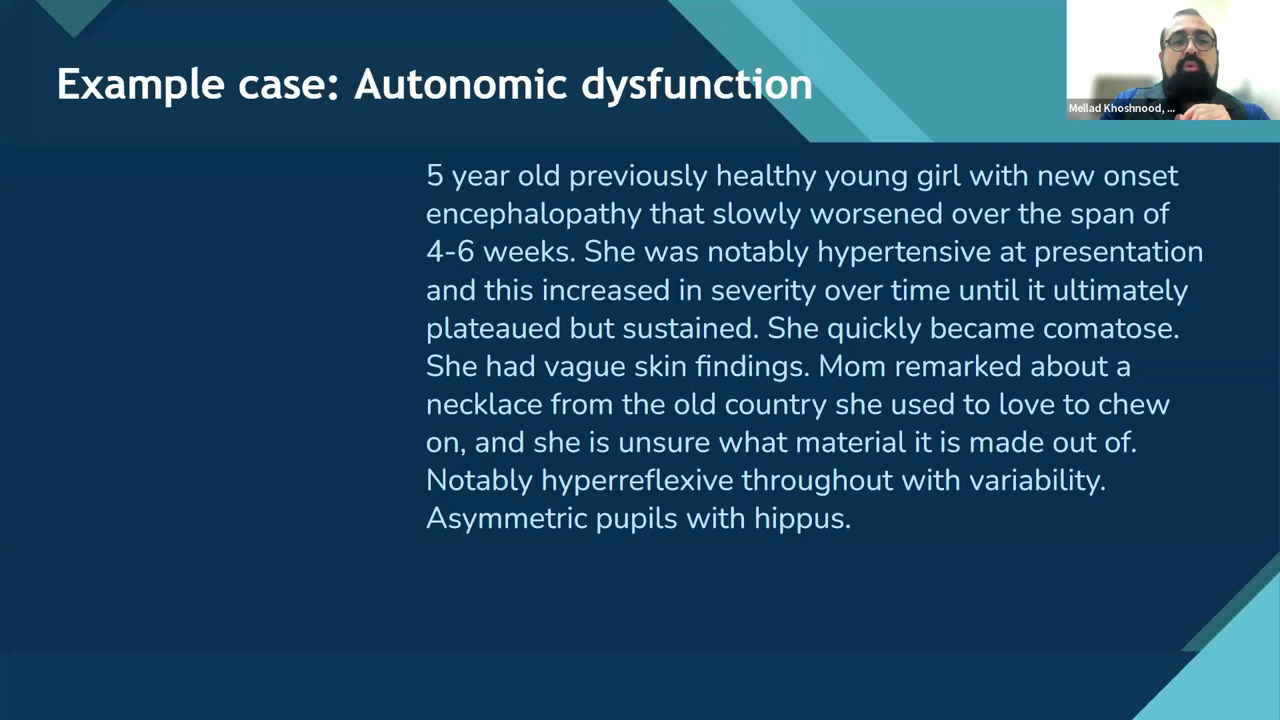 Example case: Autonomic dysfunction
Mellad Khoshnood, ...
5 year old previously healthy young girl with new onset
encephalopathy that slowly worsened over the span of
4-6 weeks. She was notably hypertensive at presentation
and this increased in severity over time until it ultimately
plateaued but sustained. She quickly became comatose.
She had vague skin findings. Mom remarked about a
necklace from the old country she used to love to chew
on, and she is unsure what material it is made out of.
Notably hyperreflexive throughout with variability.
Asymmetric pupils with hippus.